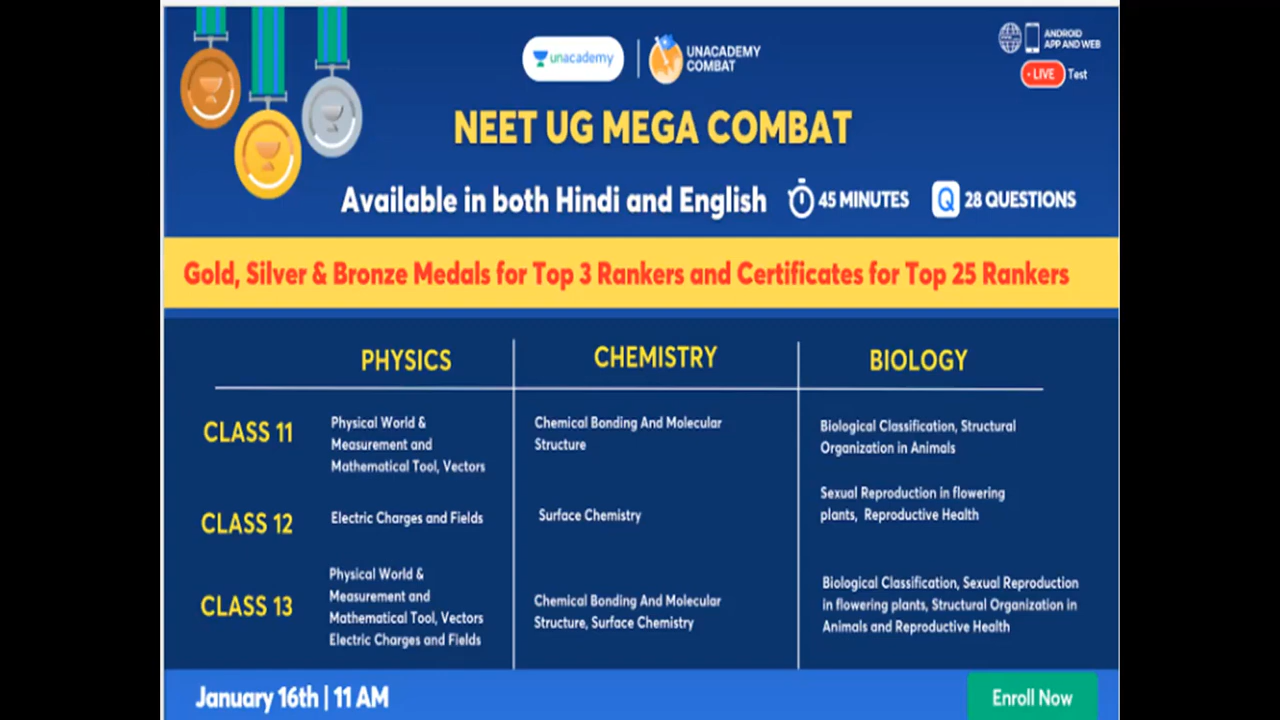 unacademy
UNACADEMY
COMBAT
ANDROID
APP AND WEB
LIVE Test
NEET UG MEGA COMBAT
Available in both Hindi and English
45 MINUTES
Q 28 QUESTIONS
Gold, Silver & Bronze Medals for Top 3 Rankers and Certificates for Top 25 Rankers
PHYSICS
CHEMISTRY
BIOLOGY
CLASS 11
Physical World &
Measurement and
Mathematical Tool, Vectors
Chemical Bonding And Molecular
Structure
Biological Classification, Structural
Organization in Animals
CLASS 12
Electric Charges and Fields
Surface Chemistry
Sexual Reproduction in flowering
plants, Reproductive Health
CLASS 13
Physical World &
Measurement and
Mathematical Tool, Vectors
Electric Charges and Fields
Chemical Bonding And Molecular
Structure, Surface Chemistry
Biological Classification, Sexual Reproduction
in flowering plants, Structural Organization in
Animals and Reproductive Health
January 16th | 11 AM
Enroll Now